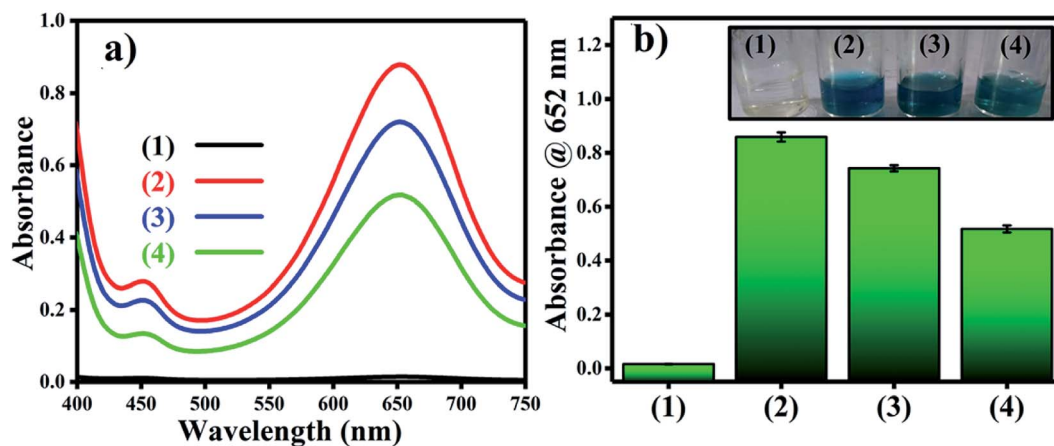 a)
Absorbance
1.0
0.8
0.6
0.4
0.2
0.0
(1)
(2)
(3)
(4)
400 450 500 550 600 650 700 750
Wavelength (nm)
b)
Absorbance @ 652 nm
1.2
1.0
0.8
0.6
0.4
0.2
0.0
(1) (2) (3) (4)
(1) (2) (3) (4)